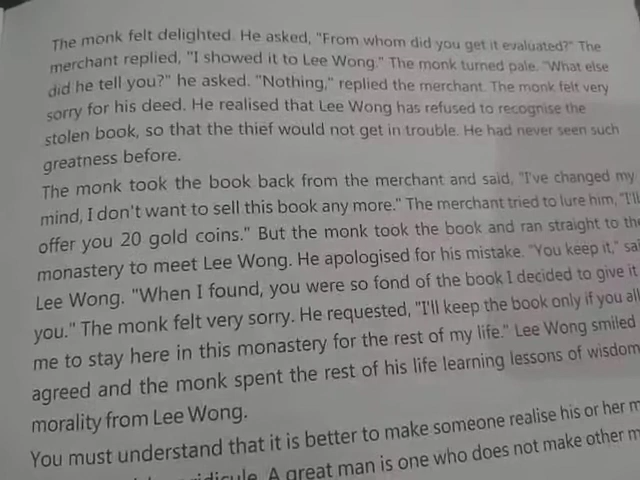 The monk felt delighted. He asked, "From whom did you get it evaluated?" The
merchant replied, "I showed it to Lee Wong." The monk turned pale. "What else
did he tell you?" he asked. "Nothing," replied the merchant. The monk felt very
sorry for his deed. He realised that Lee Wong has refused to recognise the
stolen book, so that the thief would not get in trouble. He had never seen such
greatness before.
The monk took the book back from the merchant and said, "I've changed my
mind, I don't want to sell this book any more." The merchant tried to lure him, "I'll
offer you 20 gold coins." But the monk took the book and ran straight to the
monastery to meet Lee Wong. He apologised for his mistake. "You keep it,"
Lee Wong. "When I found, you were so fond of the book I decided to give it
you." The monk felt very sorry. He requested, "I'll keep the book only if you all
me to stay here in this monastery for the rest of my life." Lee Wong smiled
agreed and the monk spent the rest of his life learning lessons of wisdom
morality from Lee Wong.
You must understand that it is better to make someone realise his or her
ridicule. A great man is one who does not make other